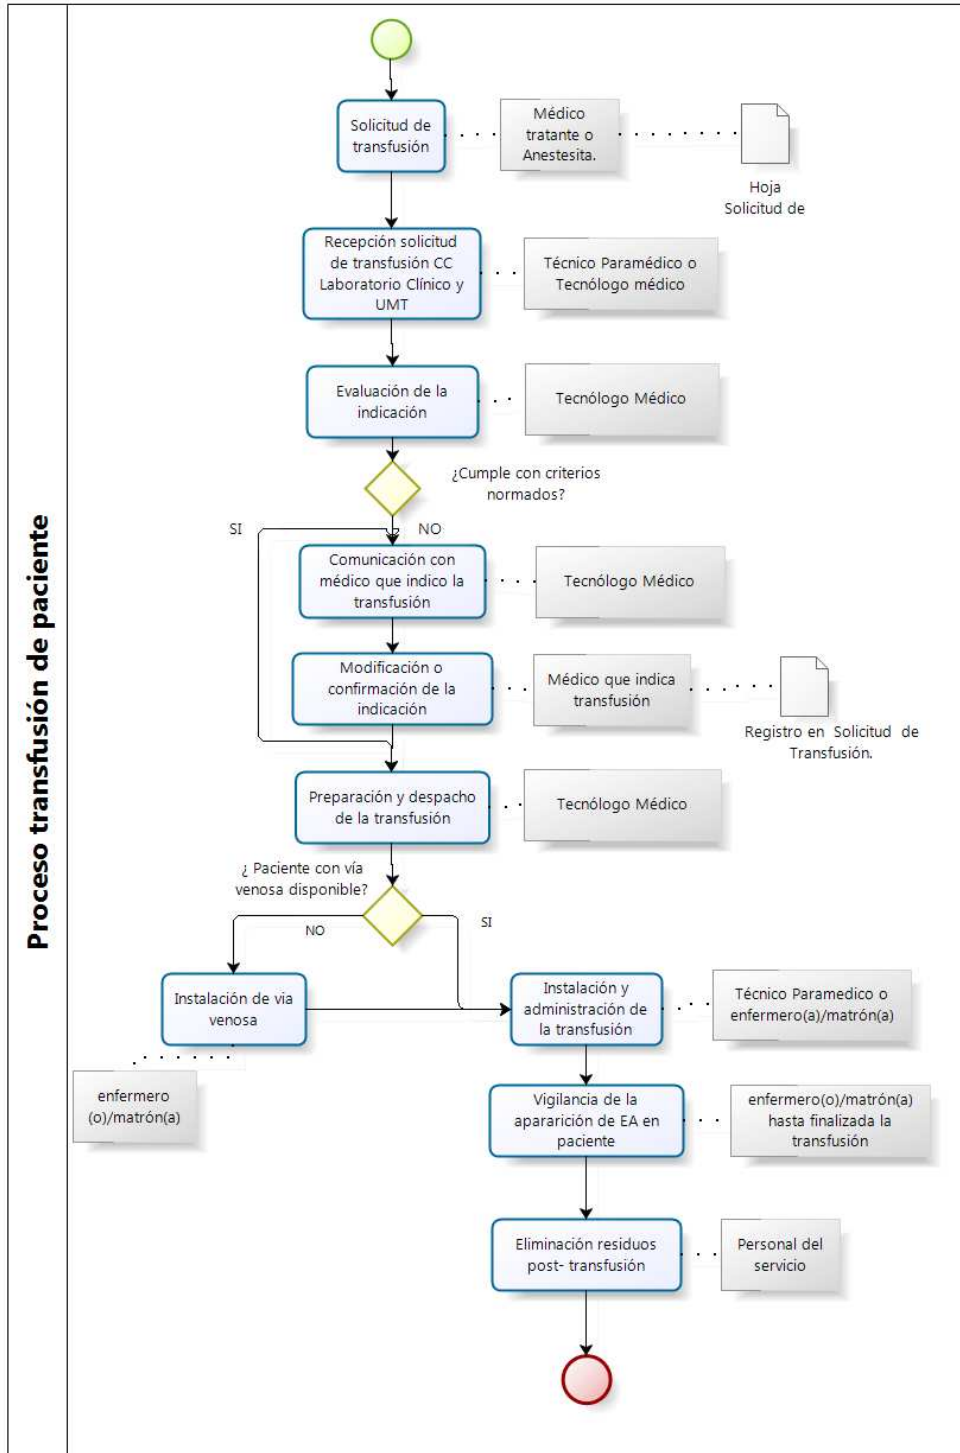 Proceso transfusión de paciente
Solicitud de
transfusión
Médico
tratante o
Anestesita.
Hoja
Solicitud de
Recepción solicitud
de transfusión CC
Laboratorio Clínico y
UMT
Técnico Paramédico o
Tecnólogo médico
Evaluación de la
indicación
Tecnólogo Médico
¿Cumple con criterios
normados?
SI
NO
Comunicación con
médico que indico la
transfusión
Tecnólogo Médico
Modificación o
confirmación de la
indicación
Médico que indica
transfusión
Registro en Solicitud de
Transfusión.
Preparación y despacho
de la transfusión
Tecnólogo Médico
¿ Paciente con vía
venosa disponible?
NO
SI
Instalación de via
venosa
enfermero
(o)/matrón(a)
Instalación y
administración de
la transfusión
Técnico Paramedico o
enfermero(a)/matrón(a)
Vigilancia de la
apararición de EA en
paciente
enfermero(o)/matrón(a)
hasta finalizada la
transfusión
Eliminación residuos
post- transfusión
Personal del
servicio